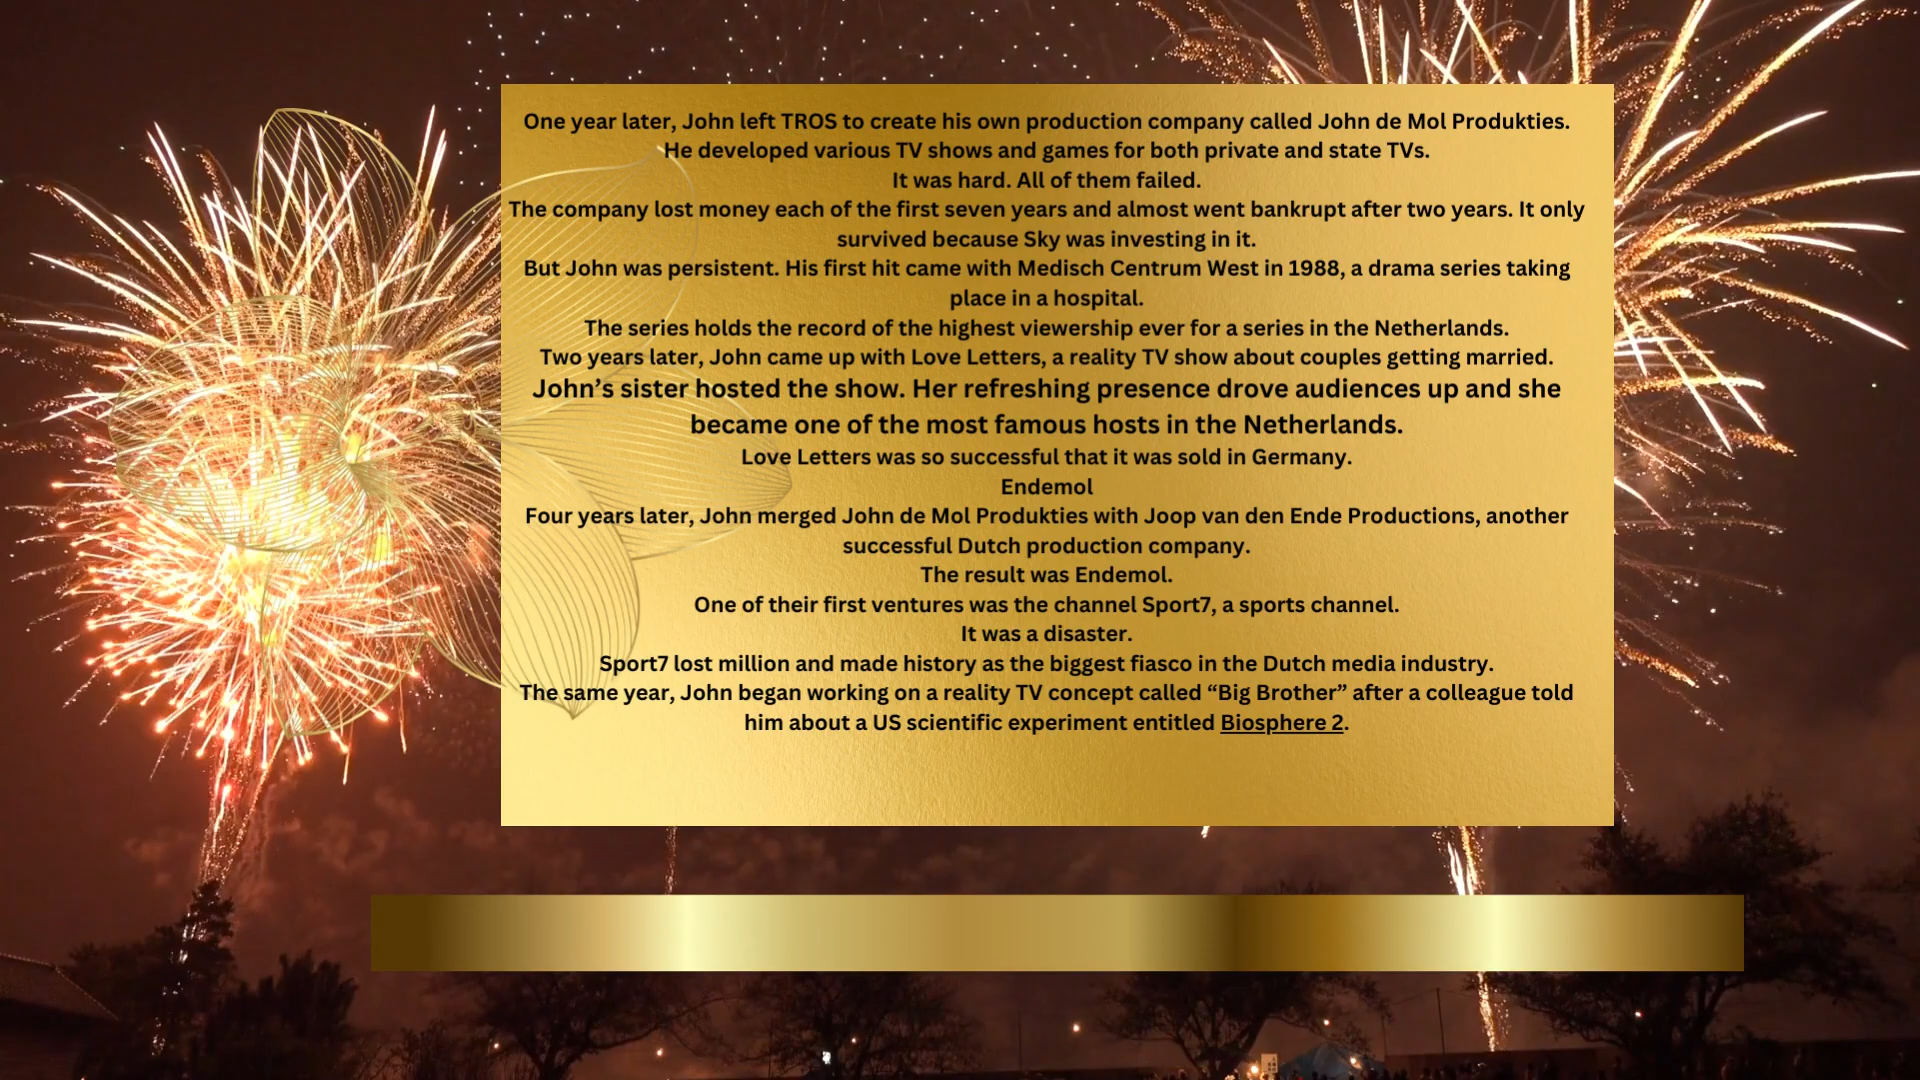 One year later, John left TROS to create his own production company called John de Mol Produkties.
He developed various TV shows and games for both private and state TVs.
It was hard. All of them failed.
The company lost money each of the first seven years and almost went bankrupt after two years. It only
survived because Sky was investing in it.
But John was persistent. His first hit came with Medisch Centrum West in 1988, a drama series taking
place in a hospital.
The series holds the record of the highest viewership ever for a series in the Netherlands.
Two years later, John came up with Love Letters, a reality TV show about couples getting married.
John’s sister hosted the show. Her refreshing presence drove audiences up and she
became one of the most famous hosts in the Netherlands.
Love Letters was so successful that it was sold in Germany.
Endemol
Four years later, John merged John de Mol Produkties with Joop van den Ende Productions, another
successful Dutch production company.
The result was Endemol.
One of their first ventures was the channel Sport7, a sports channel.
It was a disaster.
Sport7 lost million and made history as the biggest fiasco in the Dutch media industry.
The same year, John began working on a reality TV concept called “Big Brother” after a colleague told
him about a US scientific experiment entitled Biosphere 2.